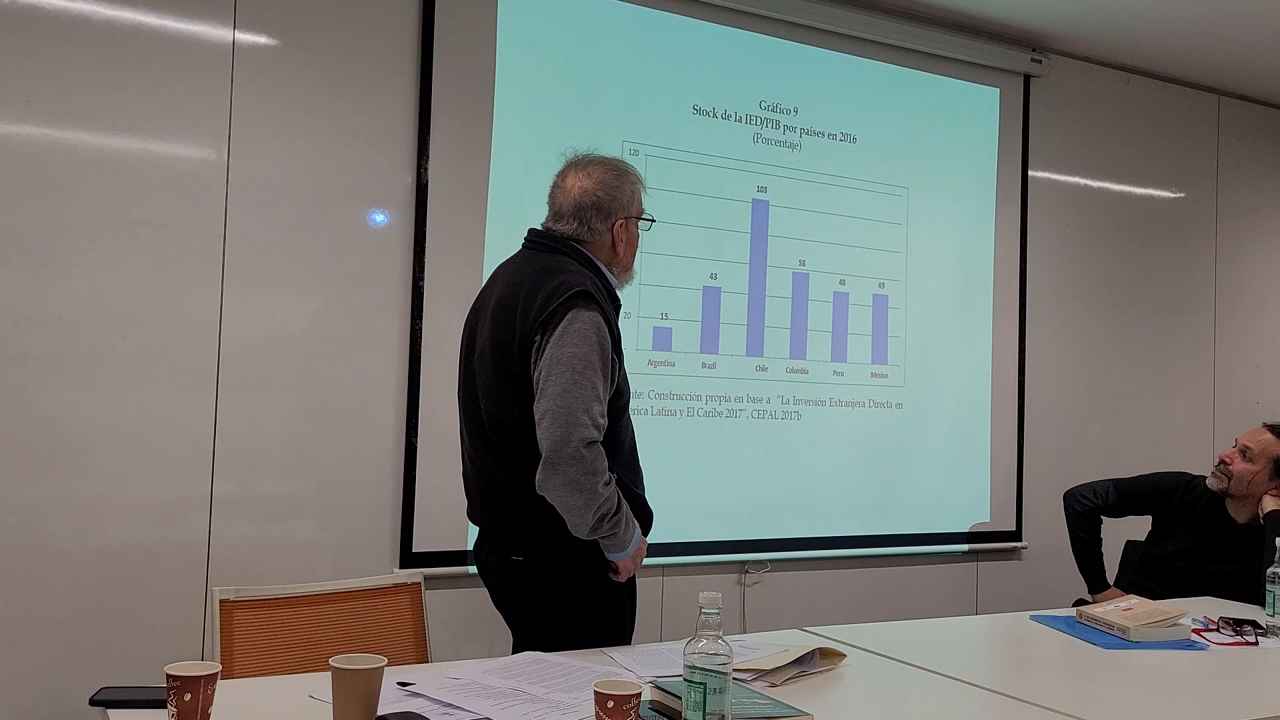 Gráfico 9
Stock de la IED/PIB por países en 2016
(Porcentaje)
120
103
58
43
48
49
20
15
Argentina
Brazil
Chile
Colombia
Peru
Mexico
nte: Construcción propia en base a "La Inversión Extranjera Directa en
erica Latina y El Caribe 2017", CEPAL 2017b
coffee